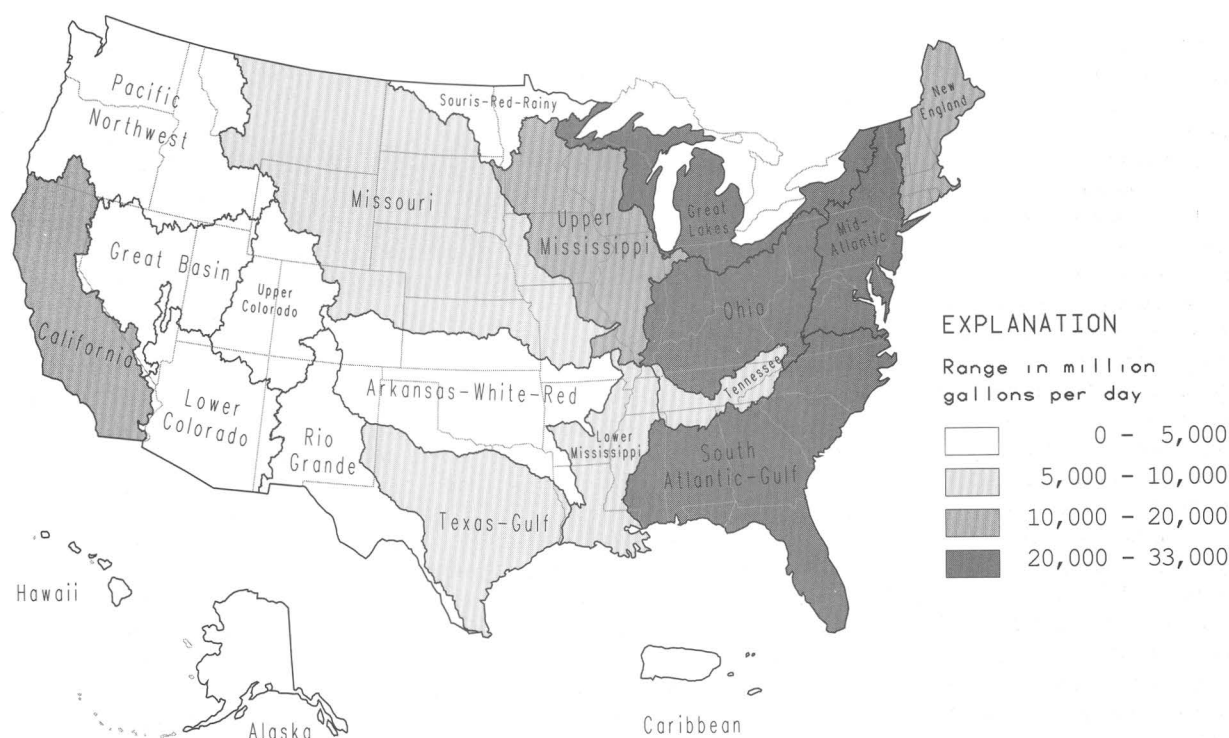 Pacific
Northwest
Souris-Red-Rainy
New
England
Missouri
Upper
Mississippi
Great
Lakes
Mid-
Atlantic
Great Basin
Upper
Colorado
Ohio
California
Tennessee
Arkansas-White-Red
Lower
Colorado
Rio
Grande
Lower
Mississippi
South
Atlantic-Gulf
Texas-Gulf
Hawaii
Alaska
Caribbean
EXPLANATION
Range in million
gallons per day
0 - 5,000
5,000 - 10,000
10,000 - 20,000
20,000 - 33,000